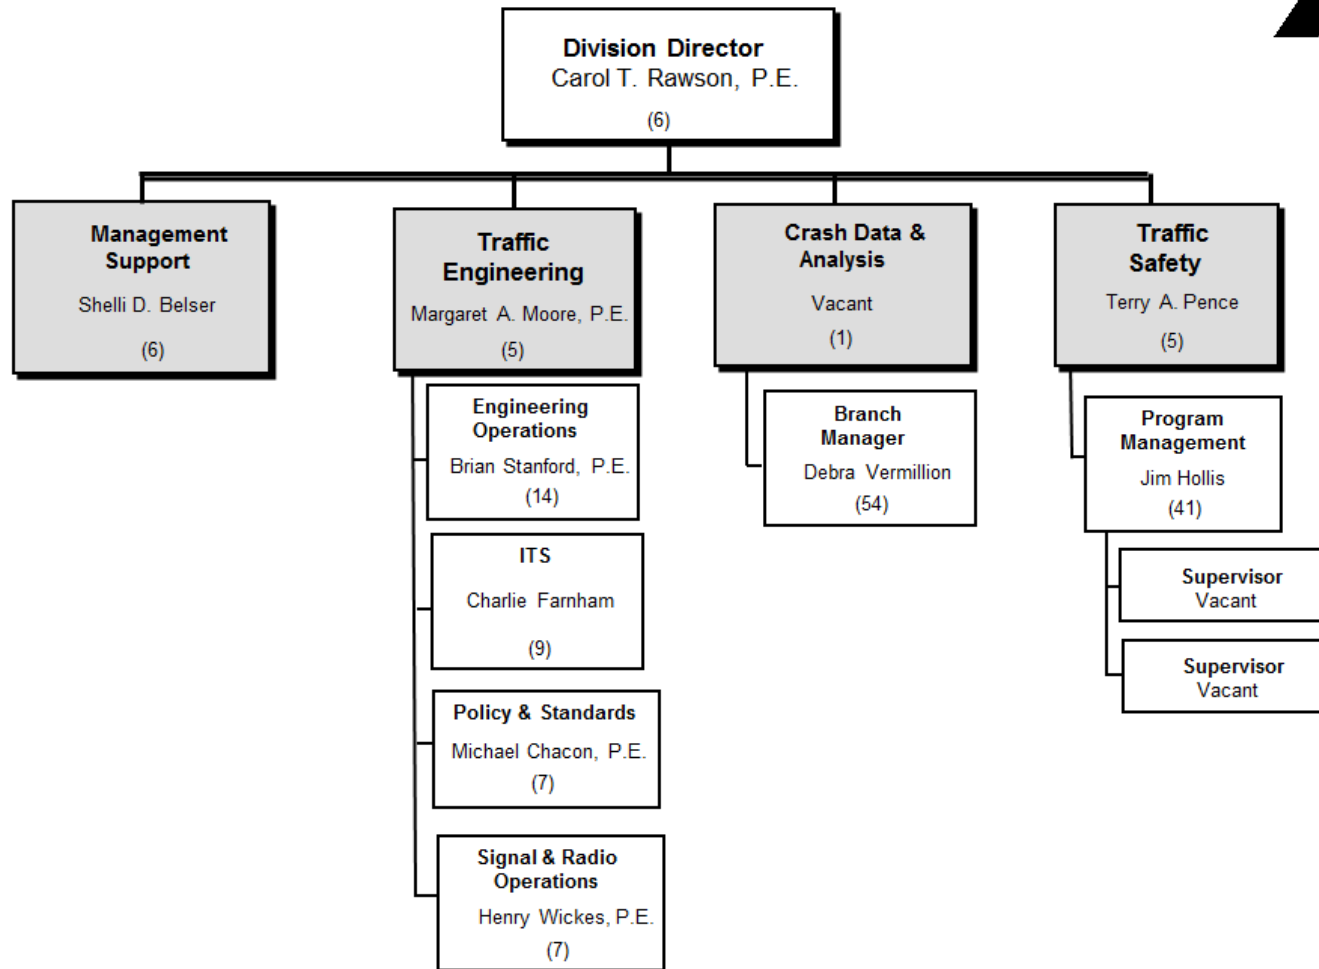 Division Director
Carol T. Rawson, P.E.
(6)
Management
Support
Shelli D. Belser
(6)
Traffic
Engineering
Margaret A. Moore, P.E.
(5)
Crash Data &
Analysis
Vacant
(1)
Traffic
Safety
Terry A. Pence
(5)
Engineering
Operations
Brian Stanford, P.E.
(14)
ITS
Charlie Farnham
(9)
Policy & Standards
Michael Chacon, P.E.
(7)
Signal & Radio
Operations
Henry Wickes, P.E.
(7)
Branch
Manager
Debra Vermillion
(54)
Program
Management
Jim Hollis
(41)
Supervisor
Vacant
Supervisor
Vacant